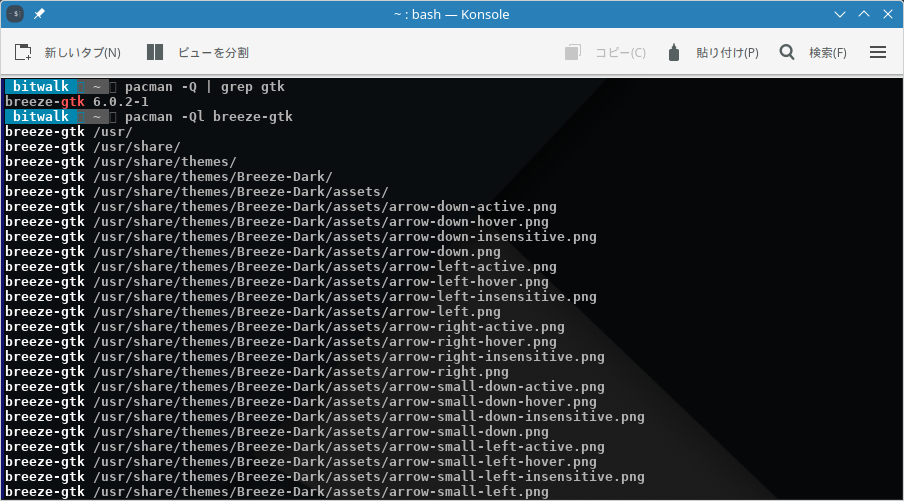 ~ : bash — Konsole
新しいタブ(N) ビューを分割 コピー(C) 貼り付け(P) 検索(F)
bitwalk ~ pacman -Q | grep gtk
breeze-gtk 6.0.2-1
bitwalk ~ pacman -Ql breeze-gtk
breeze-gtk /usr/
breeze-gtk /usr/share/
breeze-gtk /usr/share/themes/
breeze-gtk /usr/share/themes/Breeze-Dark/
breeze-gtk /usr/share/themes/Breeze-Dark/assets/
breeze-gtk /usr/share/themes/Breeze-Dark/assets/arrow-down-active.png
breeze-gtk /usr/share/themes/Breeze-Dark/assets/arrow-down-hover.png
breeze-gtk /usr/share/themes/Breeze-Dark/assets/arrow-down-insensitive.png
breeze-gtk /usr/share/themes/Breeze-Dark/assets/arrow-down.png
breeze-gtk /usr/share/themes/Breeze-Dark/assets/arrow-left-active.png
breeze-gtk /usr/share/themes/Breeze-Dark/assets/arrow-left-hover.png
breeze-gtk /usr/share/themes/Breeze-Dark/assets/arrow-left-insensitive.png
breeze-gtk /usr/share/themes/Breeze-Dark/assets/arrow-left.png
breeze-gtk /usr/share/themes/Breeze-Dark/assets/arrow-right-active.png
breeze-gtk /usr/share/themes/Breeze-Dark/assets/arrow-right-hover.png
breeze-gtk /usr/share/themes/Breeze-Dark/assets/arrow-right-insensitive.png
breeze-gtk /usr/share/themes/Breeze-Dark/assets/arrow-right.png
breeze-gtk /usr/share/themes/Breeze-Dark/assets/arrow-small-down-active.png
breeze-gtk /usr/share/themes/Breeze-Dark/assets/arrow-small-down-hover.png
breeze-gtk /usr/share/themes/Breeze-Dark/assets/arrow-small-down-insensitive.png
breeze-gtk /usr/share/themes/Breeze-Dark/assets/arrow-small-down.png
breeze-gtk /usr/share/themes/Breeze-Dark/assets/arrow-small-left-active.png
breeze-gtk /usr/share/themes/Breeze-Dark/assets/arrow-small-left-hover.png
breeze-gtk /usr/share/themes/Breeze-Dark/assets/arrow-small-left-insensitive.png
breeze-gtk /usr/share/themes/Breeze-Dark/assets/arrow-small-left.png